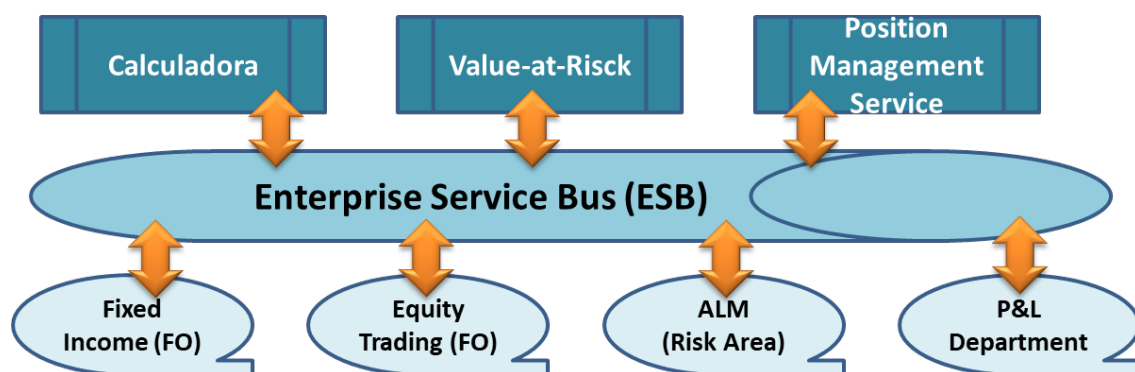 Calculadora
Value-at-Risck
Position
Management
Service
Enterprise Service Bus (ESB)
Fixed
Income (FO)
Equity
Trading (FO)
ALM
(Risk Area)
P&L
Department